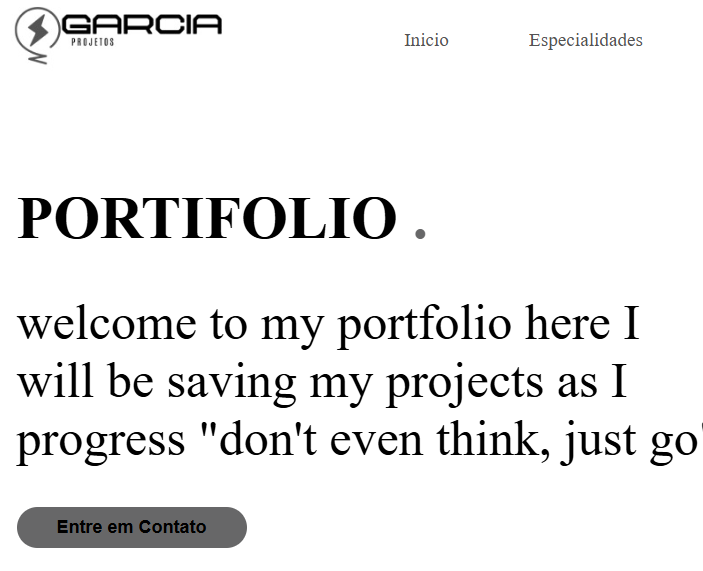 GARCIA
PROJETOS
Inicio Especialidades
PORTIFOLIO .
welcome to my portfolio here I
will be saving my projects as I
progress "don't even think, just go"
Entre em Contato